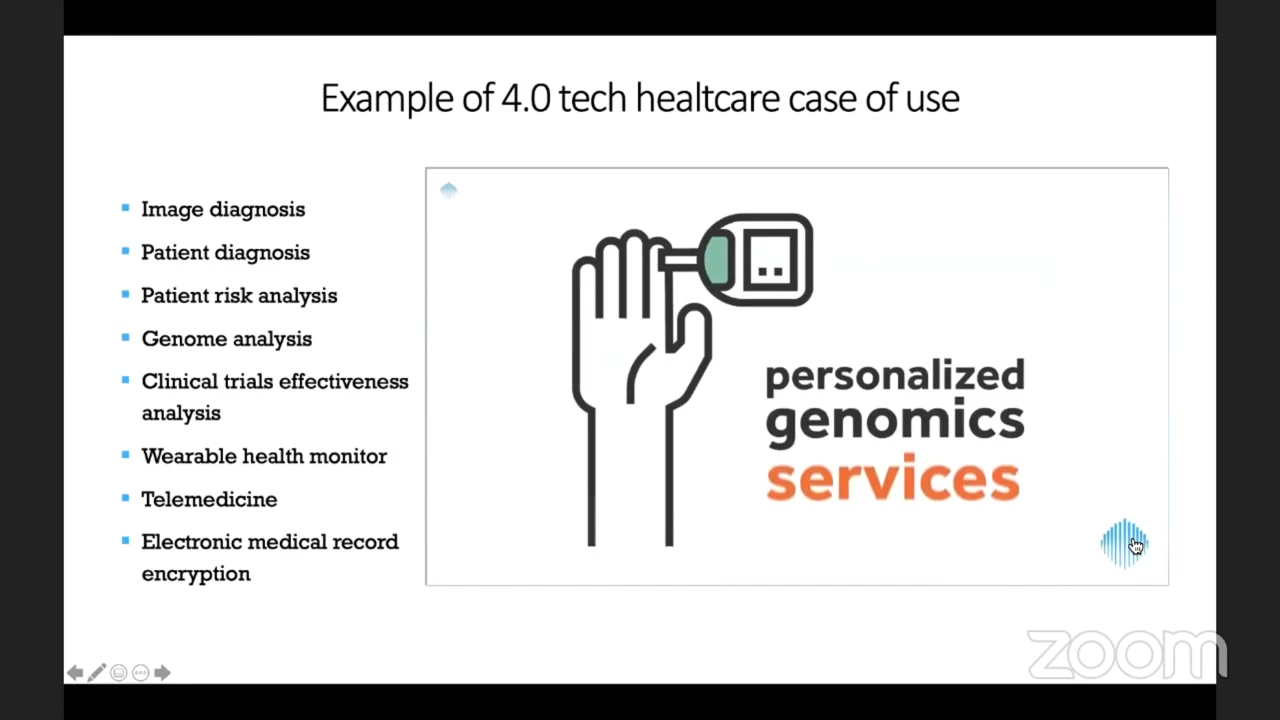 Example of 4.0 tech healtcare case of use
Image diagnosis
Patient diagnosis
Patient risk analysis
Genome analysis
Clinical trials effectiveness
analysis
Wearable health monitor
Telemedicine
Electronic medical record
encryption
personalized
genomics
services
zoom